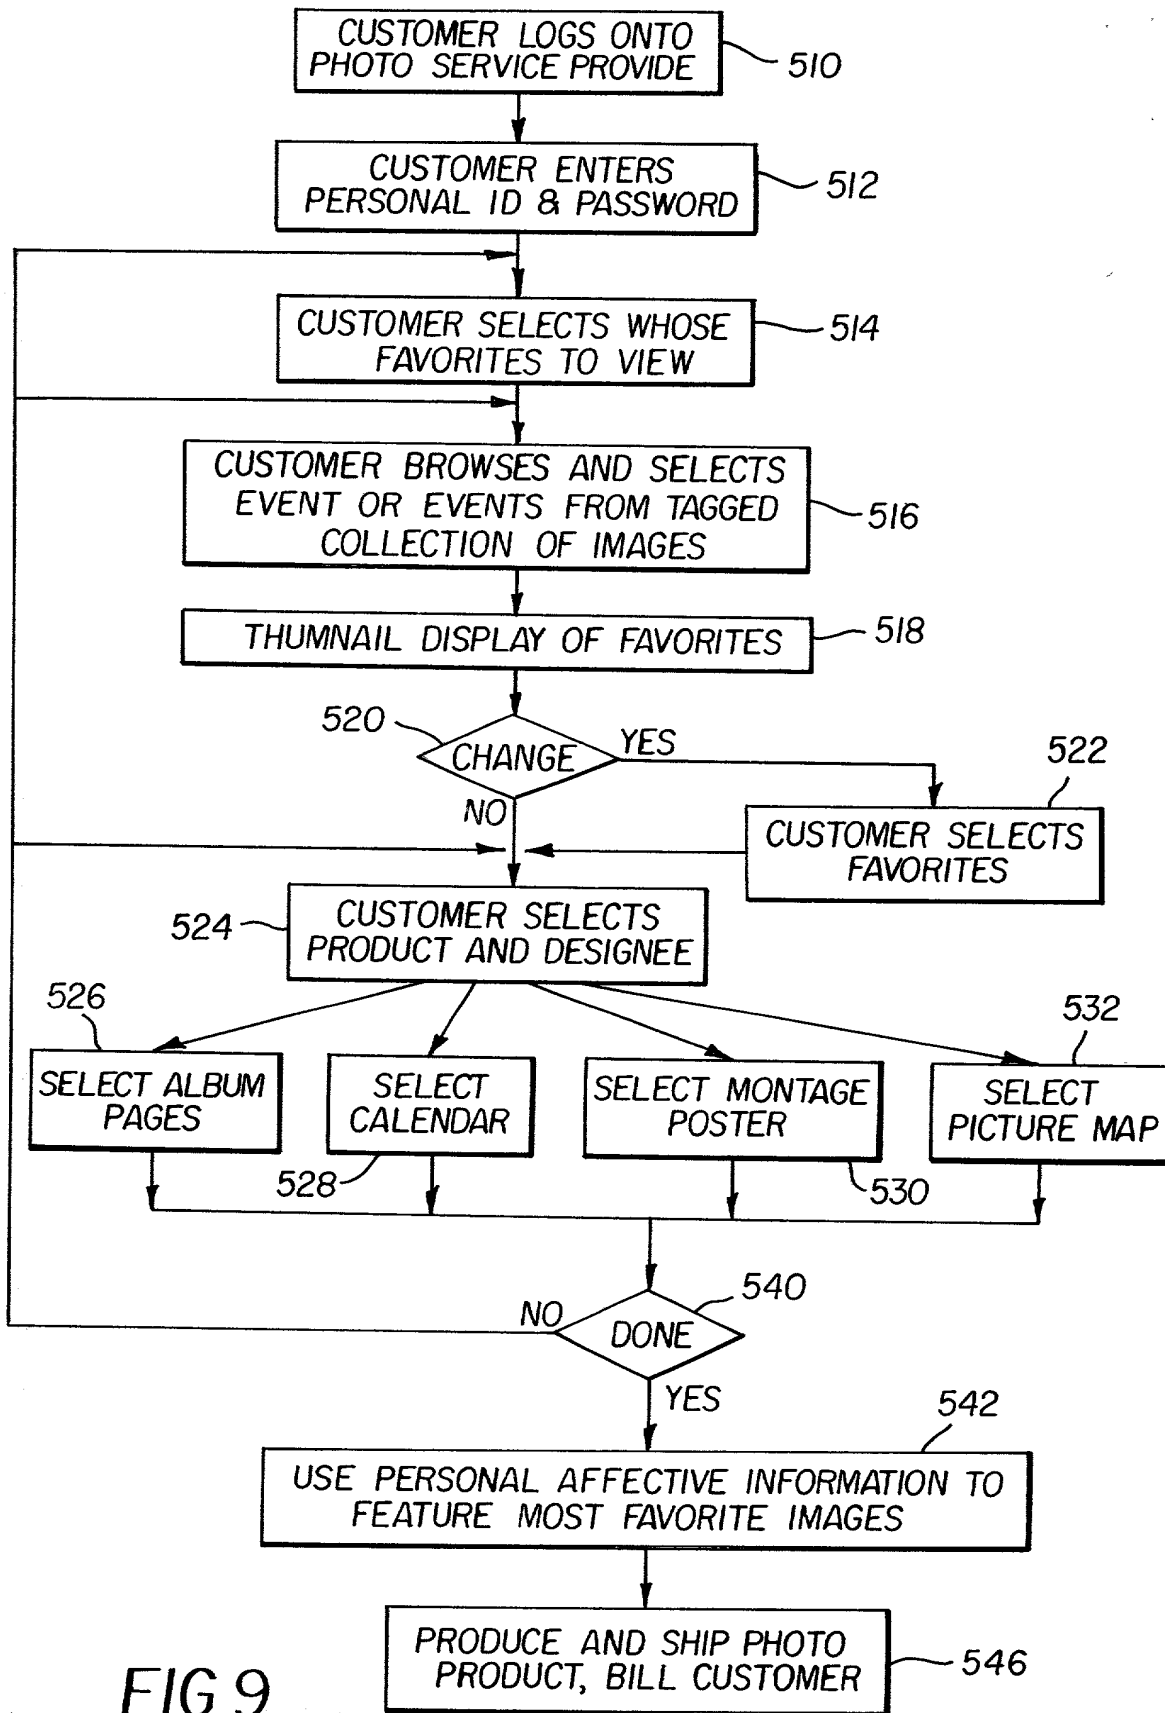 CUSTOMER LOGS ONTO
PHOTO SERVICE PROVIDE
510
CUSTOMER ENTERS
PERSONAL ID & PASSWORD
512
CUSTOMER SELECTS WHOSE
FAVORITES TO VIEW
514
CUSTOMER BROWSES AND SELECTS
EVENT OR EVENTS FROM TAGGED
COLLECTION OF IMAGES
516
THUMNAIL DISPLAY OF FAVORITES
518
520
CHANGE
YES
NO
522
CUSTOMER SELECTS
FAVORITES
524
CUSTOMER SELECTS
PRODUCT AND DESIGNEE
526
SELECT ALBUM
PAGES
SELECT
CALENDAR
528
SELECT MONTAGE
POSTER
530
532
SELECT
PICTURE MAP
540
NO
DONE
YES
542
USE PERSONAL AFFECTIVE INFORMATION TO
FEATURE MOST FAVORITE IMAGES
PRODUCE AND SHIP PHOTO
PRODUCT, BILL CUSTOMER
546
FIG 9